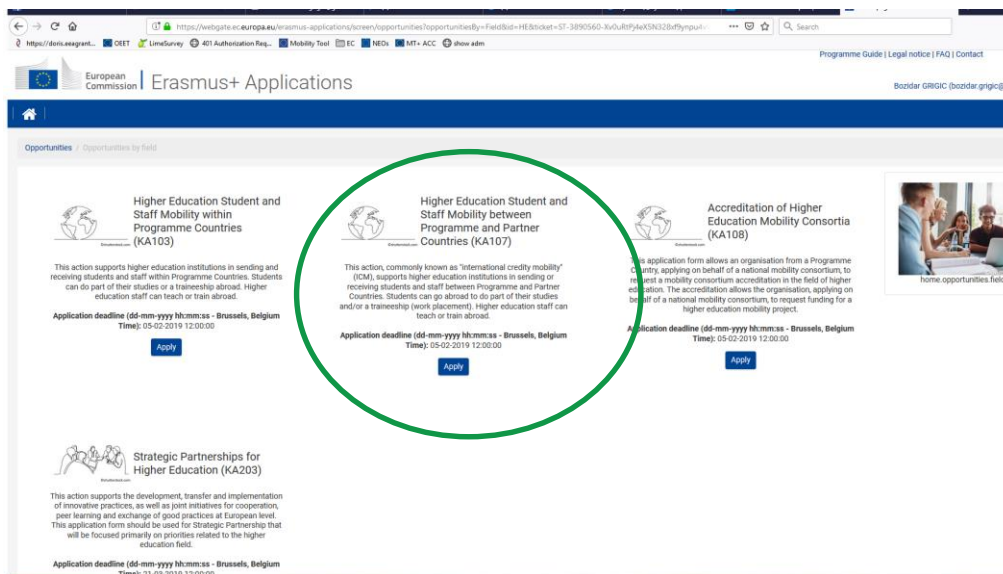 https://webgate.ec.europa.eu/erasmus-applications/screen/opportunities?opportunitiesBy=FieldBid=HE&ticket=ST-3890560-
Search
https://doris.eeagrant... OEET LimeSurvey 401 Authorization Req... Mobility Tool EC NEOs MT+ ACC show adm
Programme Guide | Legal notice | FAQ | Contact
European
Commission
Erasmus+ Applications
Bozidar GRIGIC (bozidar.grigic@
Opportunities / Opportunities by field
Higher Education Student and
Staff Mobility within
Programme Countries
(KA103)
This action supports higher education institutions in sending and
receiving students and staff within Programme Countries. Students
can do part of their studies or a traineeship abroad. Higher
education staff can teach or train abroad.
Application deadline (dd-mm-yyyy hh:mm:ss - Brussels, Belgium
Time): 05-02-2019 12:00:00
Apply
Higher Education Student and
Staff Mobility between
Programme and Partner
Countries (KA107)
This action, commonly known as "international credity mobility"
(ICM), supports higher education institutions in sending or
receiving students and staff between Programme and Partner
Countries. Students can go abroad to do part of their studies
and/or a traineeship (work placement). Higher education staff can
teach or train abroad.
Application deadline (dd-mm-yyyy hh:mm:ss - Brussels, Belgium
Time): 05-02-2019 12:00:00
Apply
Accreditation of Higher
Education Mobility Consortia
(KA108)
This application form allows an organisation from a Programme
Country, applying on behalf of a national mobility consortium, to
request a mobility consortium accreditation in the field of higher
education. The accreditation allows the organisation, applying on
behalf of a national mobility consortium, to request funding for a
higher education mobility project.
Application deadline (dd-mm-yyyy hh:mm:ss - Brussels, Belgium
Time): 05-02-2019 12:00:00
Apply
home.opportunities.field
Strategic Partnerships for
Higher Education (KA203)
This action supports the development, transfer and implementation
of innovative practices, as well as joint initiatives for cooperation,
peer learning and exchange of good practices at European level.
This application form should be used for Strategic Partnership that
will be focused primarily on priorities related to the higher
education field.
Application deadline (dd-mm-yyyy hh:mm:ss - Brussels, Belgium
Time): 21-03-2019 12:00:00